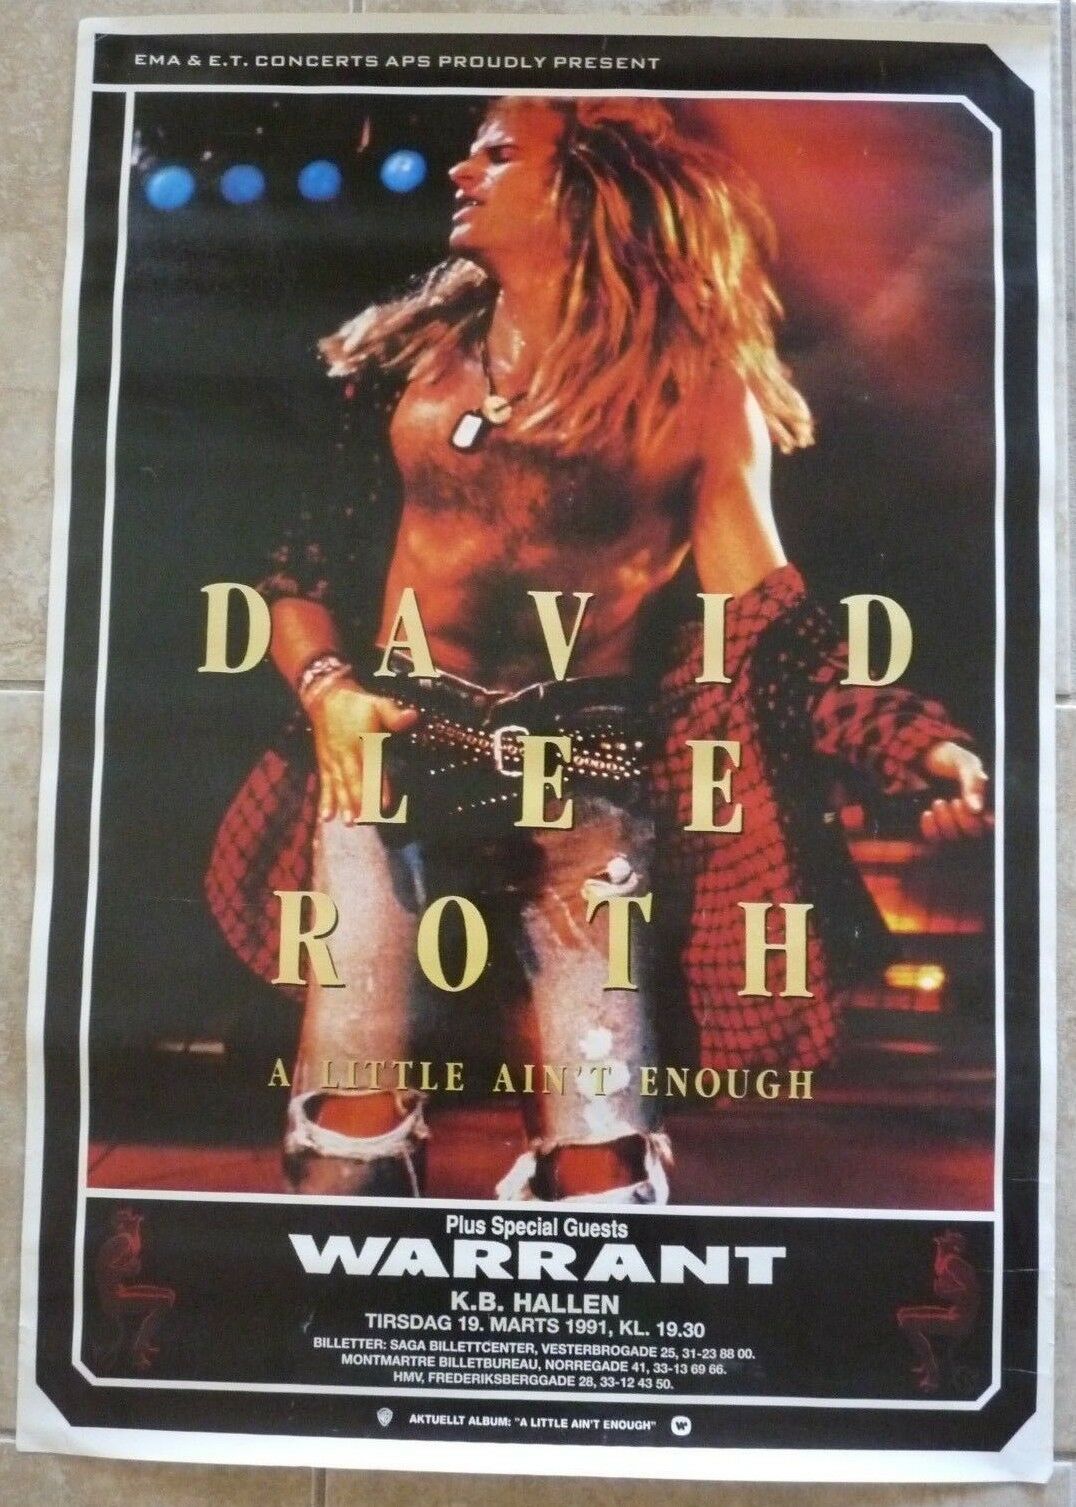 EMA & E.T. CONCERTS APS PROUDLY PRESENT
DAVID
LEE
ROTH
A LITTLE AIN'T ENOUGH
Plus Special Guests
WARRANT
K.B. HALLEN
TIRSDAG 19. MARTS 1991, KL. 19.30
BILLETTER: SAGA BILLETTCENTER, VESTERBROGADE 25, 31-23 88 00.
MONTMARTRE BILLETBUREAU, NORREGADE 41, 33-13 69 66.
HMV, FREDERIKSBERGGADE 28, 33-12 43 50.
AKTUELLT ALBUM: "A LITTLE AIN'T ENOUGH"